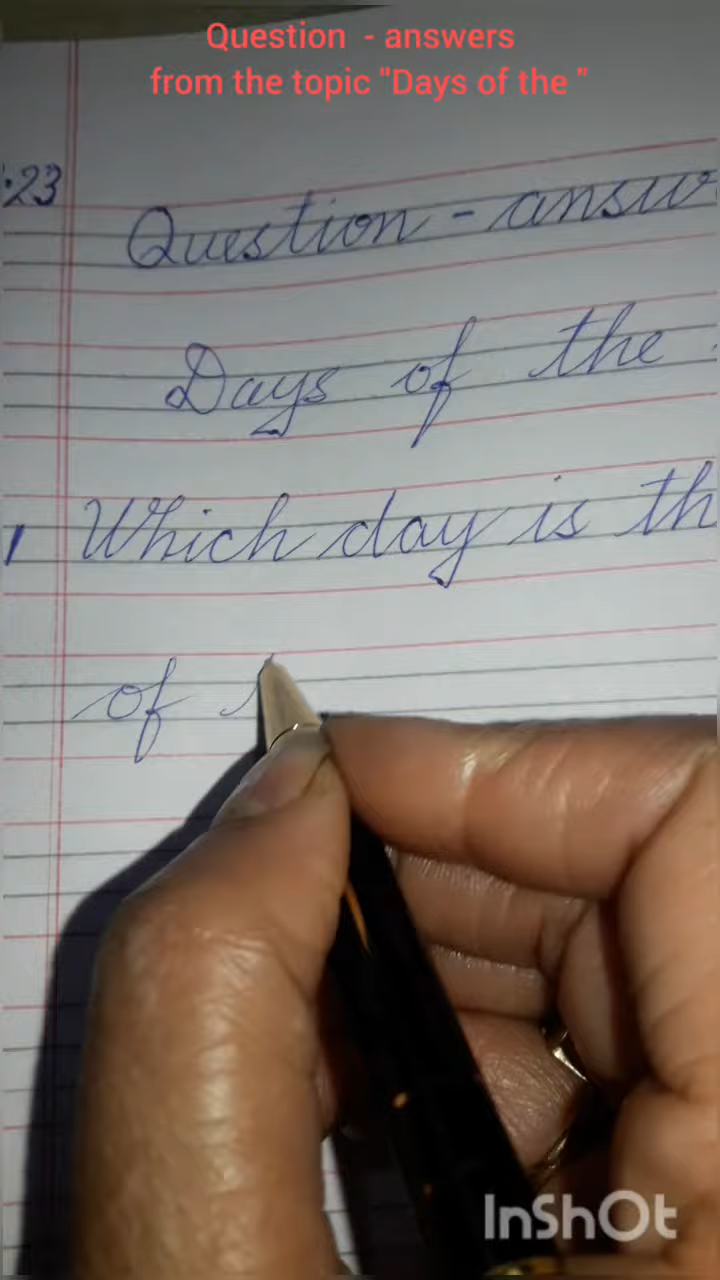 Question - answers
from the topic "Days of the "
.23
Question - answ
Days of the
1 Which day is th
of
InShOt